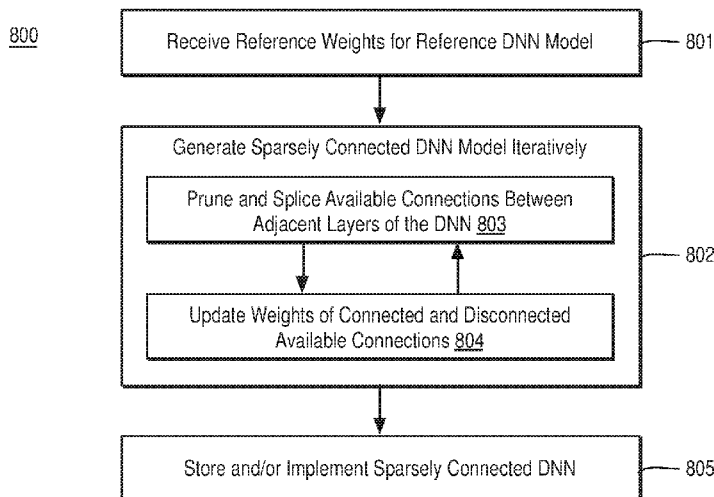 800
Receive Reference Weights for Reference DNN Model
801
Generate Sparsely Connected DNN Model Iteratively
Prune and Splice Available Connections Between
Adjacent Layers of the DNN 803
802
Update Weights of Connected and Disconnected
Available Connections 804
Store and/or Implement Sparsely Connected DNN
805